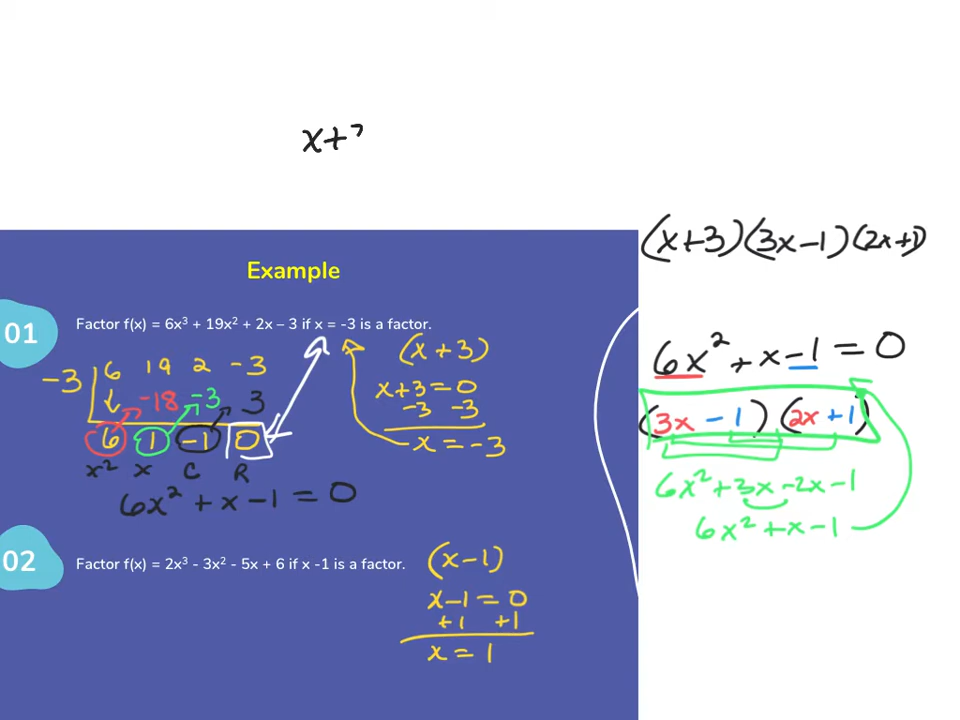 x+3
(x+3)(3x-1)(2x+1)
Example
01
Factor f(x) = 6x³ + 19x² + 2x – 3 if x = -3 is a factor.
-3 6 19 2 -3
-18 -3 3
6 1 -1 0
x² x C R
6x² + x - 1 = 0
(x+3)
x+3=0
-3 -3
x = -3
6x² + x - 1 = 0
(3x - 1) (2x + 1)
6x² + 3x - 2x - 1
6x² + x - 1
02
Factor f(x) = 2x³ - 3x² - 5x + 6 if x -1 is a factor.
(x-1)
x-1=0
+1 +1
x = 1